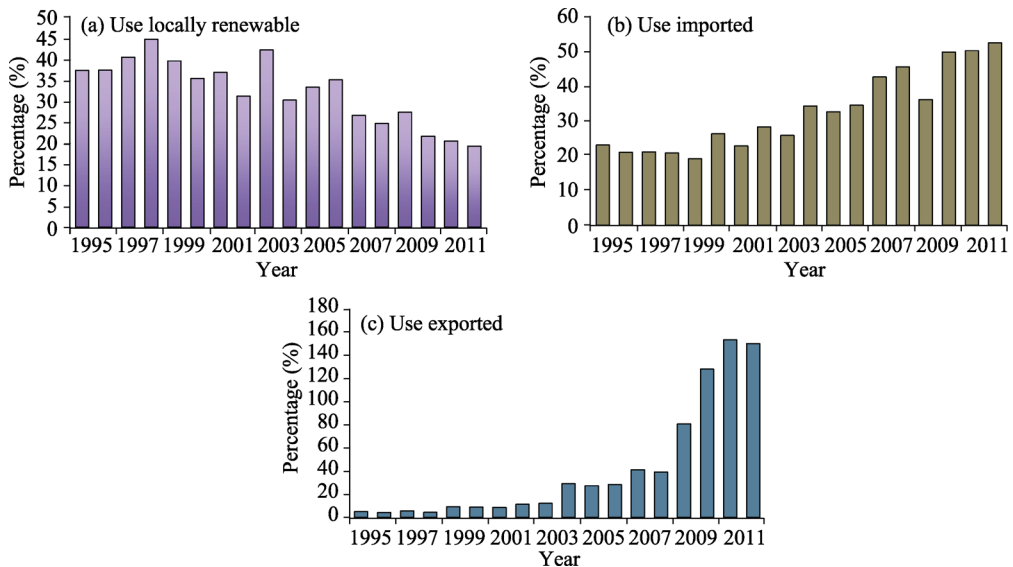 (a) Use locally renewable
Percentage (%)
50
45
40
35
30
25
20
15
10
5
0
1995 1997 1999 2001 2003 2005 2007 2009 2011
Year
(b) Use imported
Percentage (%)
60
50
40
30
20
10
0
1995 1997 1999 2001 2003 2005 2007 2009 2011
Year
(c) Use exported
Percentage (%)
180
160
140
120
100
80
60
40
20
0
1995 1997 1999 2001 2003 2005 2007 2009 2011
Year